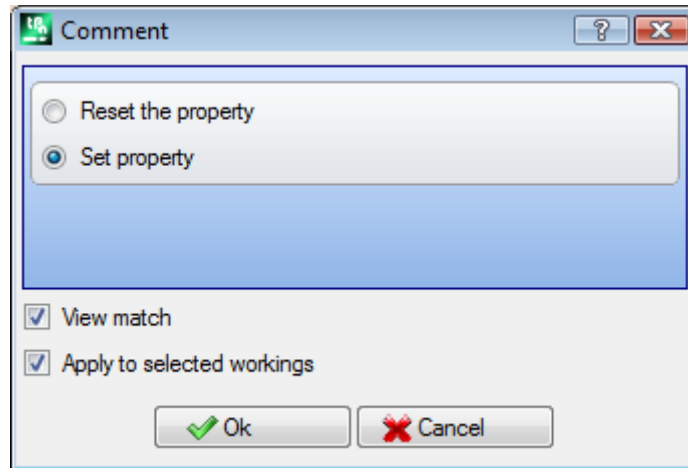 Comment
Reset the property
Set property
View match
Apply to selected workings
Ok
Cancel